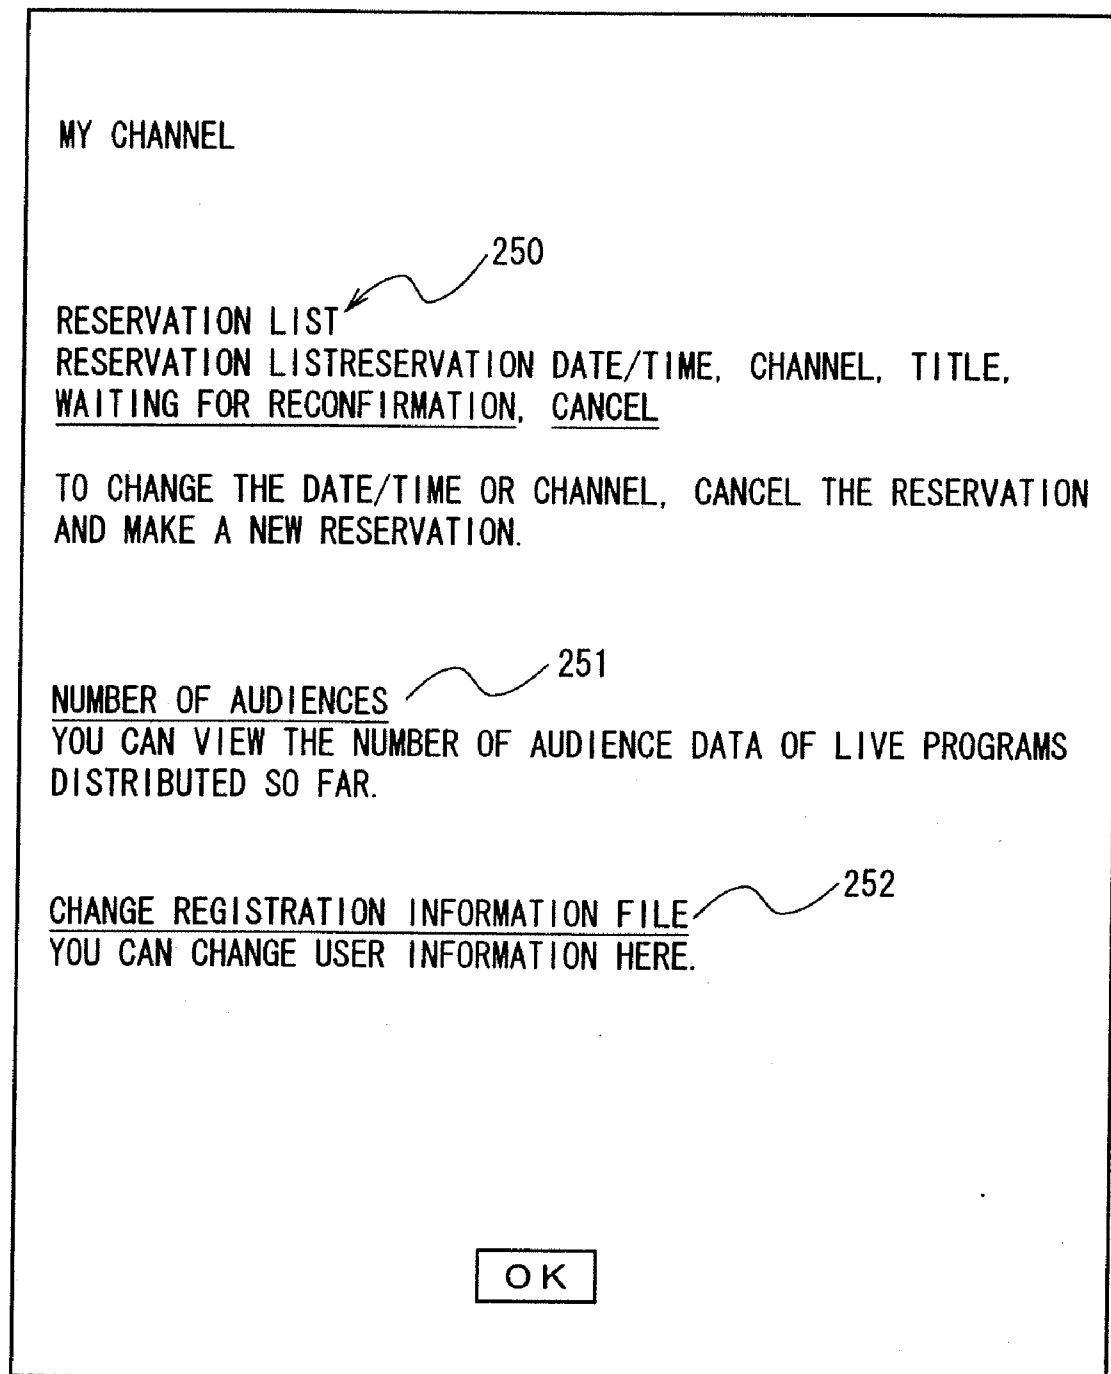 MY CHANNEL
250
RESERVATION LIST
RESERVATION LISTRESERVATION DATE/TIME, CHANNEL, TITLE,
WAITING FOR RECONFIRMATION, CANCEL
TO CHANGE THE DATE/TIME OR CHANNEL, CANCEL THE RESERVATION
AND MAKE A NEW RESERVATION.
251
NUMBER OF AUDIENCES
YOU CAN VIEW THE NUMBER OF AUDIENCE DATA OF LIVE PROGRAMS
DISTRIBUTED SO FAR.
252
CHANGE REGISTRATION INFORMATION FILE
YOU CAN CHANGE USER INFORMATION HERE.
OK